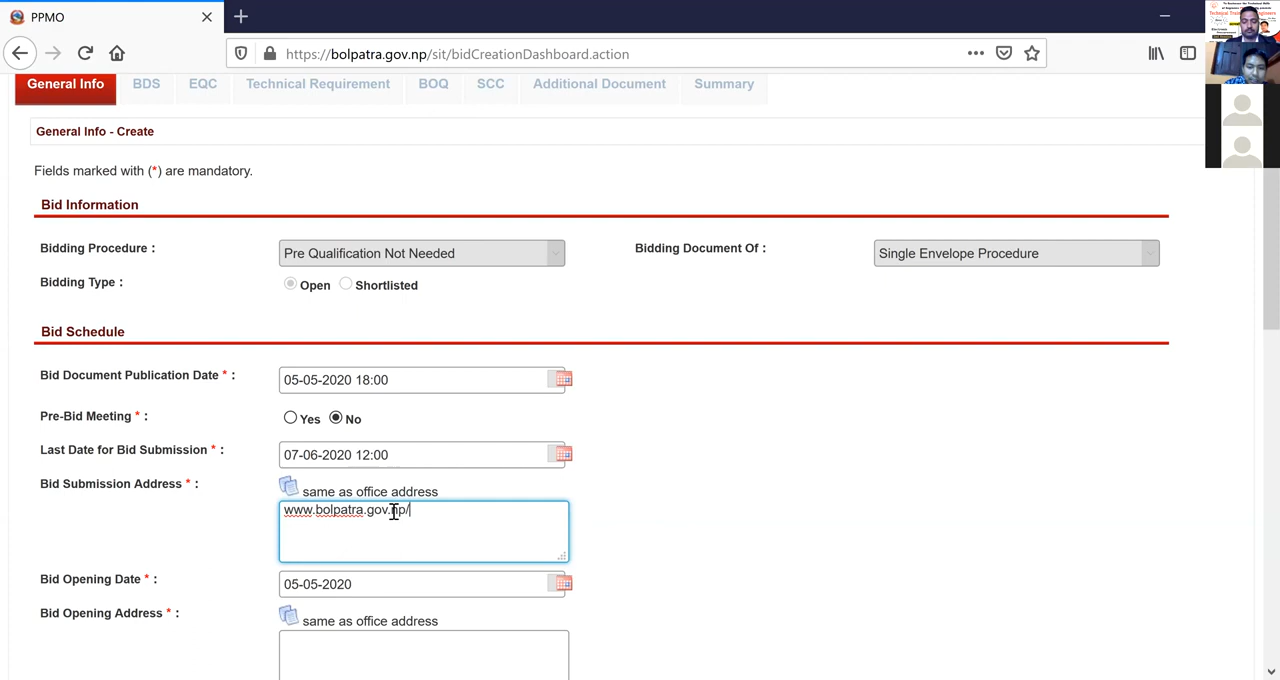 PPMO
https://bolpatra.gov.np/sit/bidCreationDashboard.action
General Info BDS EQC Technical Requirement BOQ SCC Additional Document Summary
General Info - Create
Fields marked with (*) are mandatory.
Bid Information
Bidding Procedure : Pre Qualification Not Needed Bidding Document Of : Single Envelope Procedure
Bidding Type : Open Shortlisted
Bid Schedule
Bid Document Publication Date * : 05-05-2020 18:00
Pre-Bid Meeting * : Yes No
Last Date for Bid Submission * : 07-06-2020 12:00
Bid Submission Address * : same as office address
www.bolpatra.gov.np/
Bid Opening Date * : 05-05-2020
Bid Opening Address * : same as office address